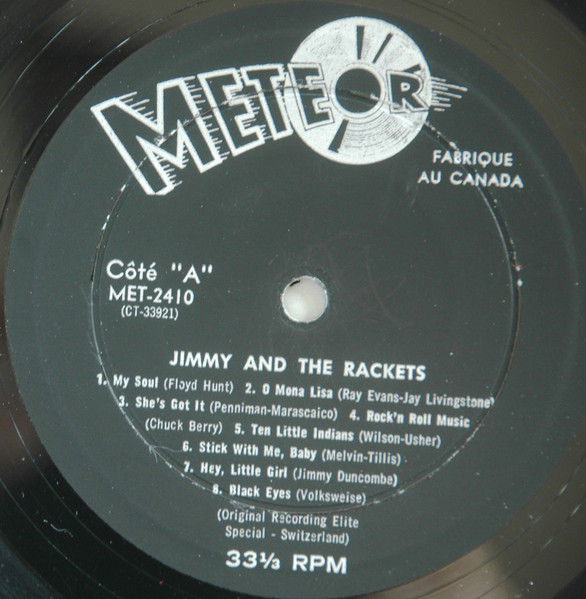 METEOR
FABRIQUE
AU CANADA
Côté "A"
MET-2410
(CT-33921)
JIMMY AND THE RACKETS
1. My Soul (Floyd Hunt) 2. O Mona Lisa (Ray Evans-Jay Livingstone)
3. She's Got It (Penniman-Marascaico) 4. Rock'n Roll Music
(Chuck Berry) 5. Ten Little Indians (Wilson-Usher)
6. Stick With Me, Baby (Melvin-Tillis)
7. Hey, Little Girl (Jimmy Duncombe)
8. Black Eyes (Volksweise)
(Original Recording Elite
Special - Switzerland)
33⅓ RPM